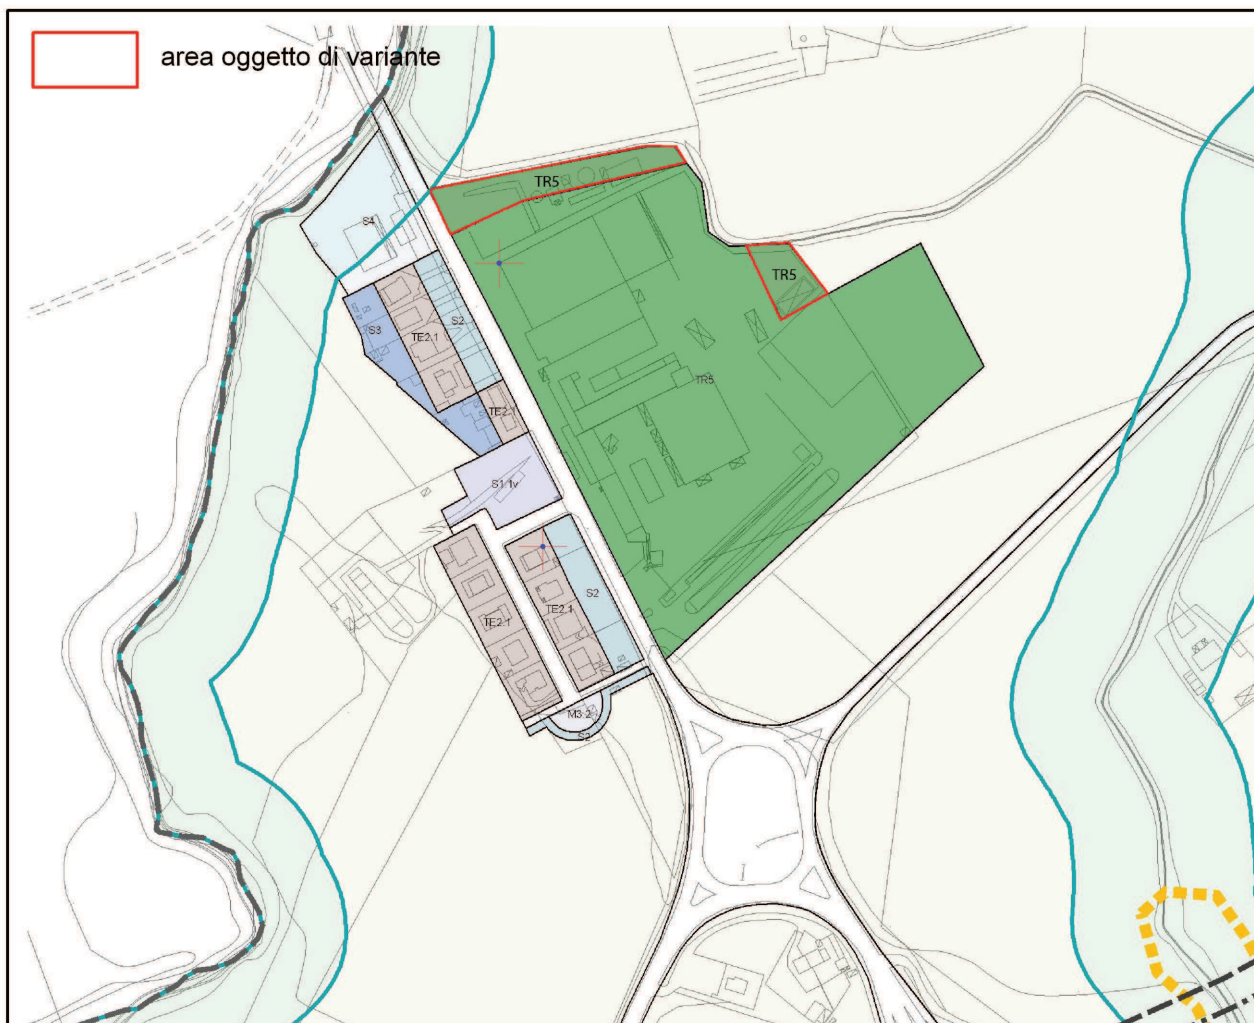 area oggetto di variante
TR5
S4
TR5
S3
TE2.1
S2
TR5
TE2.1
S1.1v
S2
TE2.1
TE2.1
M3.2
S2